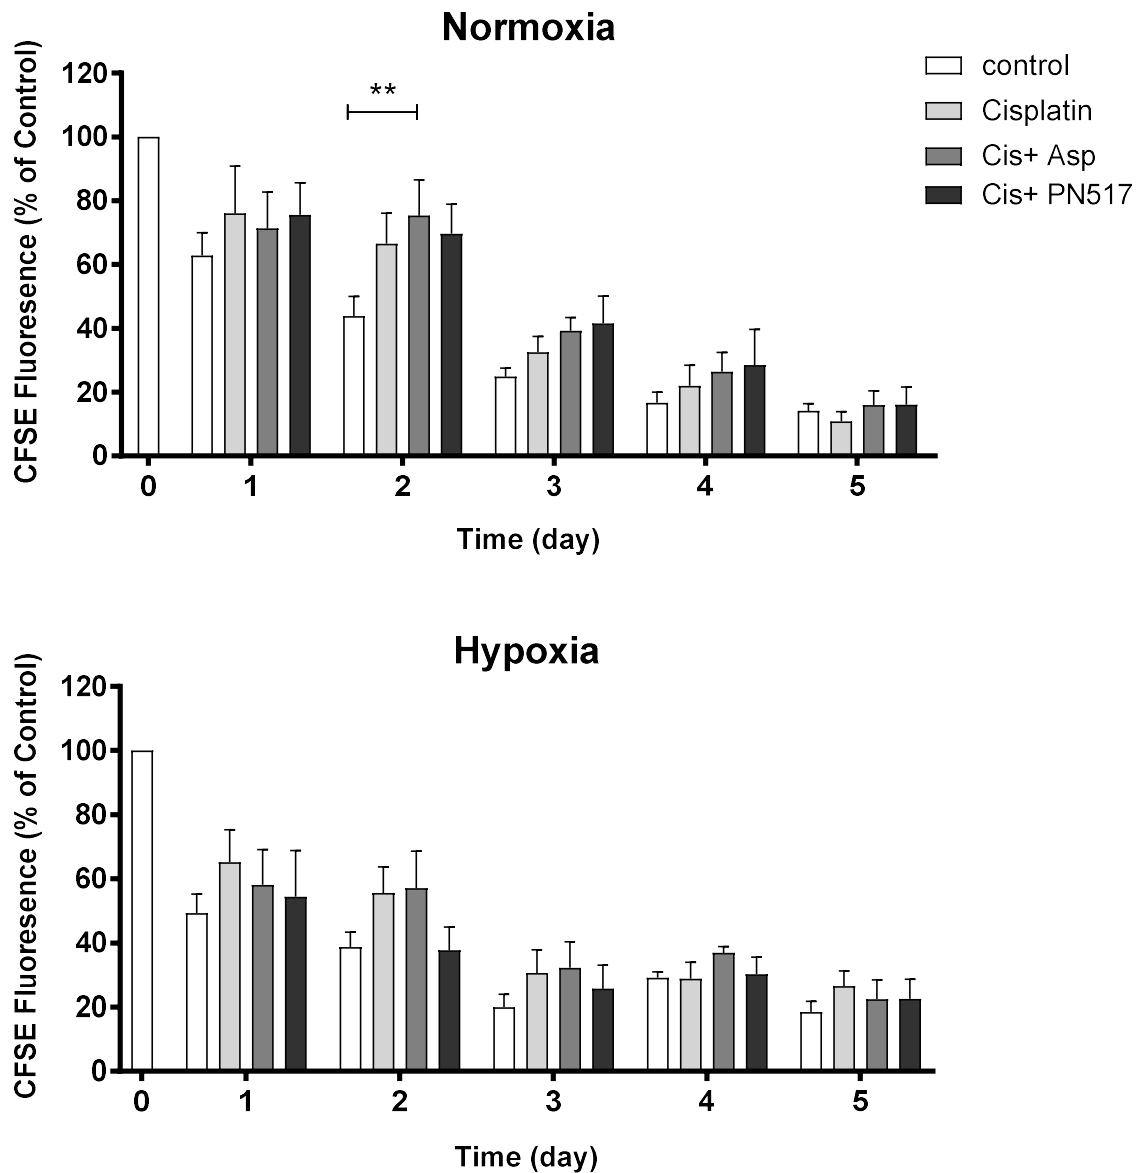 Normoxia
control
Cisplatin
Cis+ Asp
Cis+ PN517
CFSE Fluoresence (% of Control)
120
100
80
60
40
20
0
**
0 1 2 3 4 5
Time (day)
Hypoxia
CFSE Fluoresence (% of Control)
120
100
80
60
40
20
0
0 1 2 3 4 5
Time (day)